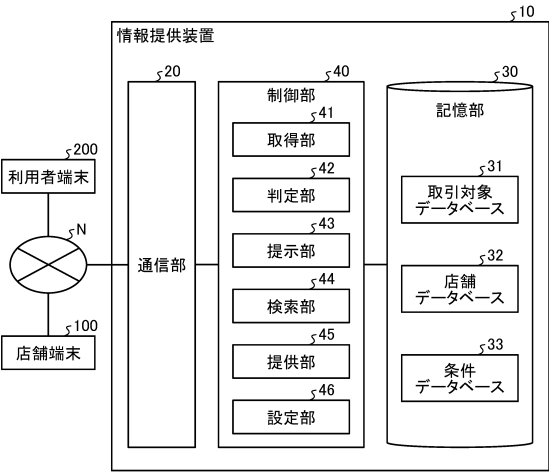 10
情報提供装置
20
40
30
制御部
記憶部
41
取得部
200
利用者端末
42
判定部
31
取引対象
データベース
N
43
提示部
通信部
44
検索部
32
店舗
データベース
100
店舗端末
45
提供部
33
条件
データベース
46
設定部